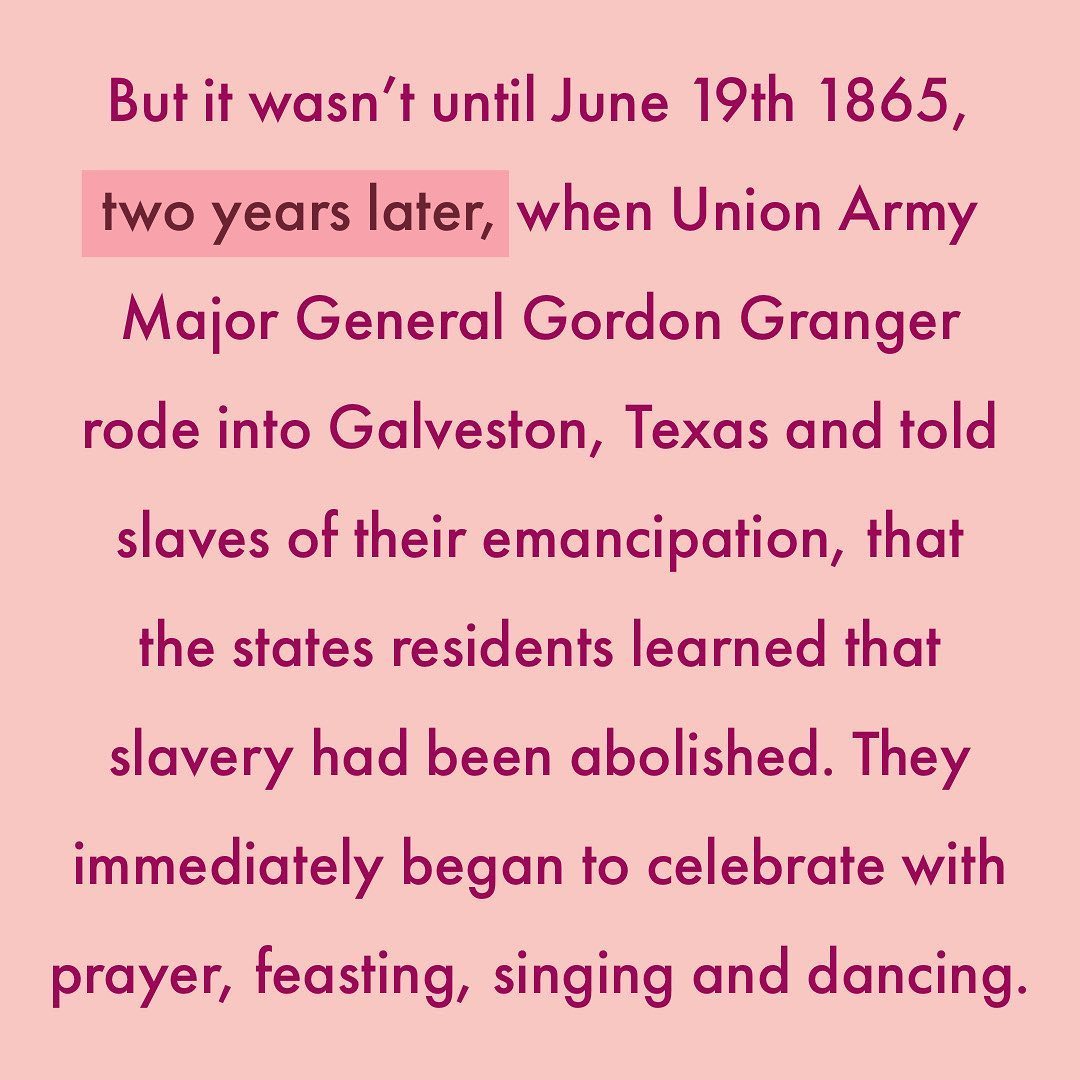 But it wasn’t until June 19th 1865,
two years later, when Union Army
Major General Gordon Granger
rode into Galveston, Texas and told
slaves of their emancipation, that
the states residents learned that
slavery had been abolished. They
immediately began to celebrate with
prayer, feasting, singing and dancing.